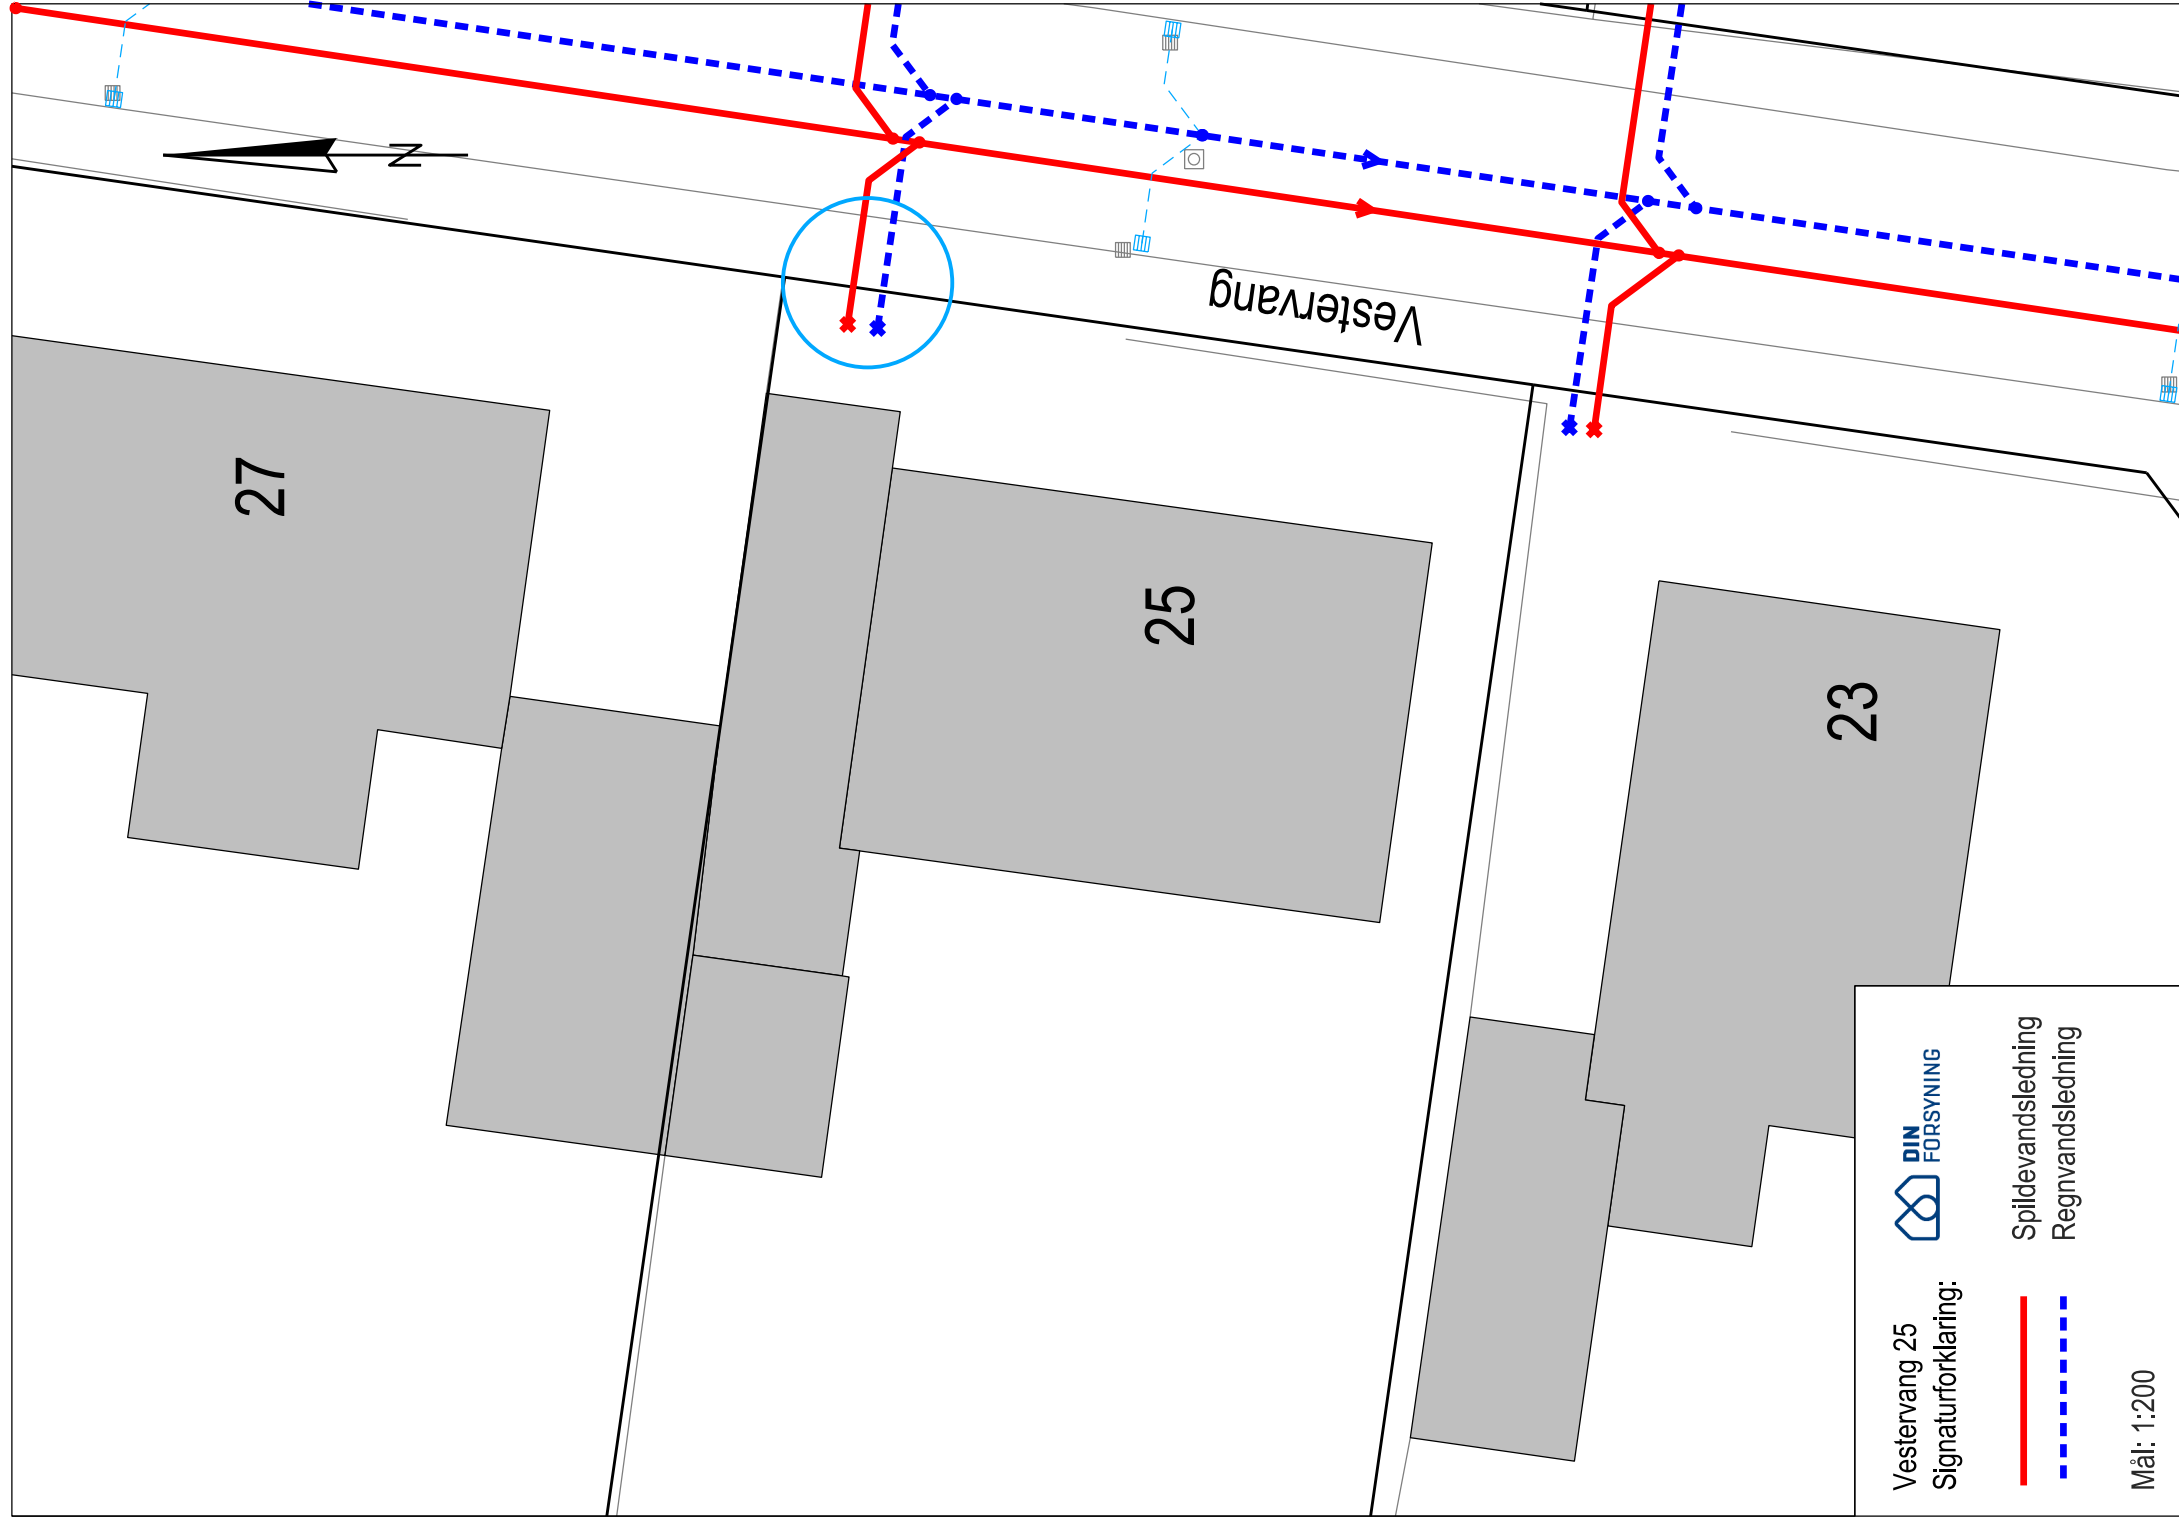 Vestervang
N
27
25
23
Vestervang 25
Signaturforklaring:
DIN
FORSYNING
Spildevandsledning
Regnvandsledning
Mål: 1:200